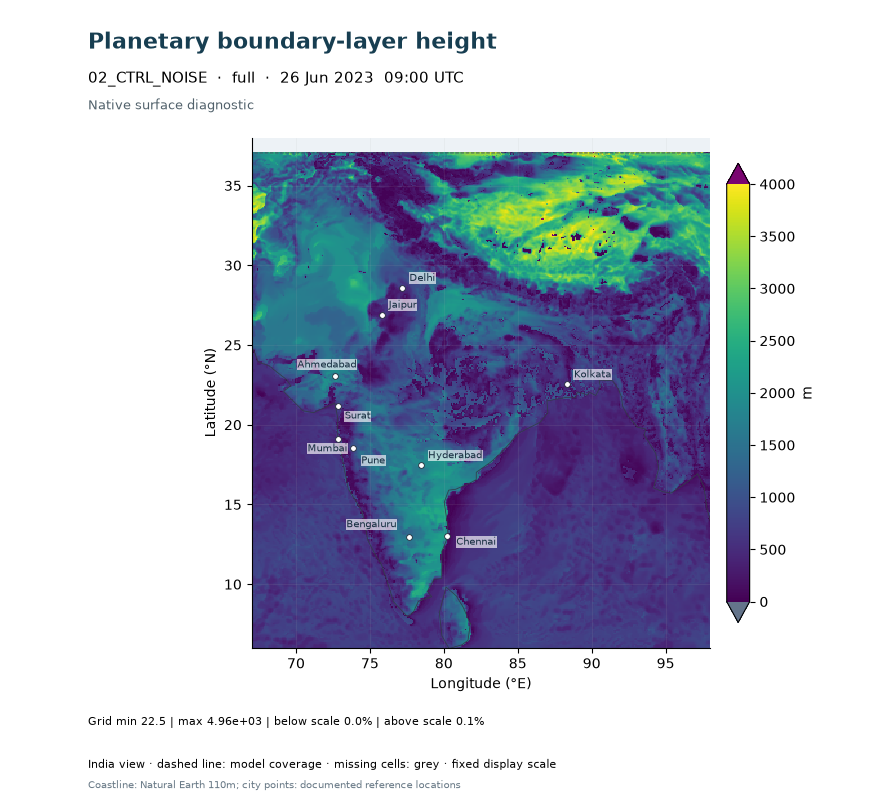 Planetary boundary-layer height
02_CTRL_NOISE · full · 26 Jun 2023 09:00 UTC
Native surface diagnostic
35
30
25
20
15
10
Latitude (°N)
70 75 80 85 90 95
Longitude (°E)
Delhi
Jaipur
Ahmedabad
Kolkata
Surat
Mumbai
Pune
Hyderabad
Bengaluru
Chennai
4000
3500
3000
2500
2000
1500
1000
500
0
m
Grid min 22.5 | max 4.96e+03 | below scale 0.0% | above scale 0.1%
India view · dashed line: model coverage · missing cells: grey · fixed display scale
Coastline: Natural Earth 110m; city points: documented reference locations